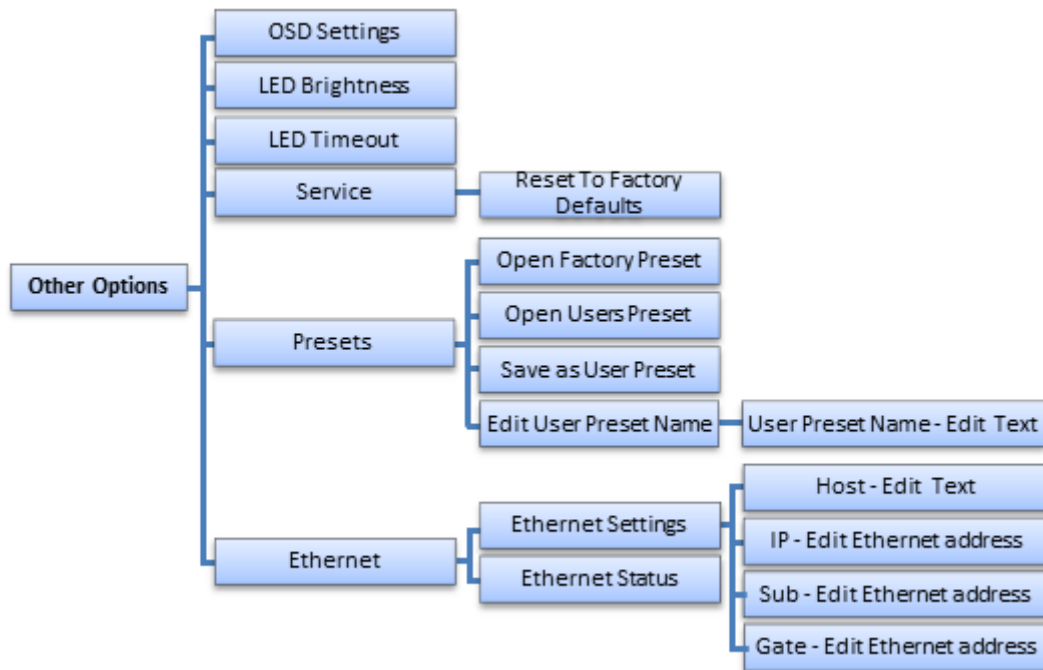 OSD Settings
LED Brightness
LED Timeout
Service
Reset To Factory
Defaults
Other Options
Presets
Open Factory Preset
Open Users Preset
Save as User Preset
Edit User Preset Name
User Preset Name - Edit Text
Ethernet
Ethernet Settings
Ethernet Status
Host - Edit Text
IP - Edit Ethernet address
Sub - Edit Ethernet address
Gate - Edit Ethernet address